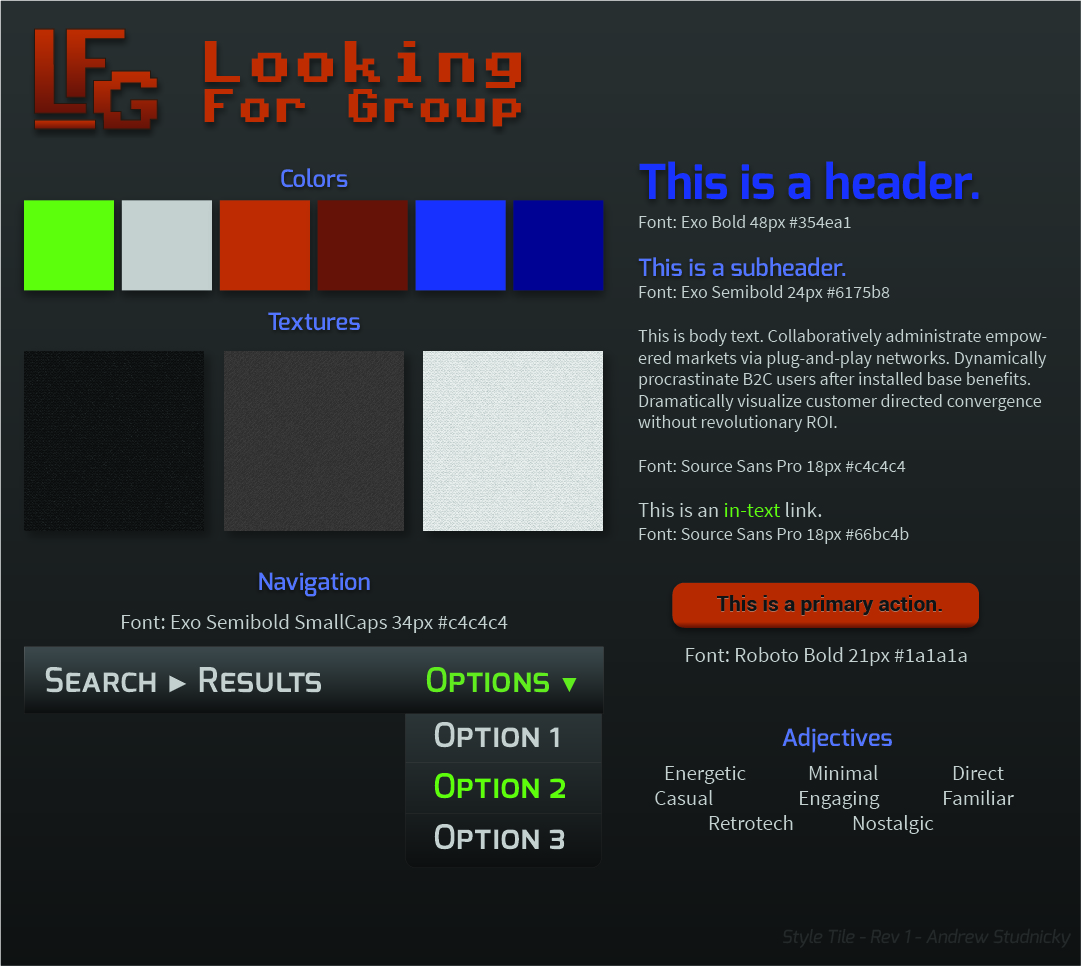 LFG
Looking
For Group
Colors
Textures
Navigation
Font: Exo Semibold SmallCaps 34px #c4c4c4
Search ▶ Results Options ▼
Option 1
Option 2
Option 3
This is a header.
Font: Exo Bold 48px #354ea1
This is a subheader.
Font: Exo Semibold 24px #6175b8
This is body text. Collaboratively administrate empow-
ered markets via plug-and-play networks. Dynamically
procrastinate B2C users after installed base benefits.
Dramatically visualize customer directed convergence
without revolutionary ROI.
Font: Source Sans Pro 18px #c4c4c4
This is an in-text link.
Font: Source Sans Pro 18px #66bc4b
This is a primary action.
Font: Roboto Bold 21px #1a1a1a
Adjectives
Energetic Minimal Direct
Casual Engaging Familiar
Retrotech Nostalgic
Style Tile - Rev 1 - Andrew Studnicky